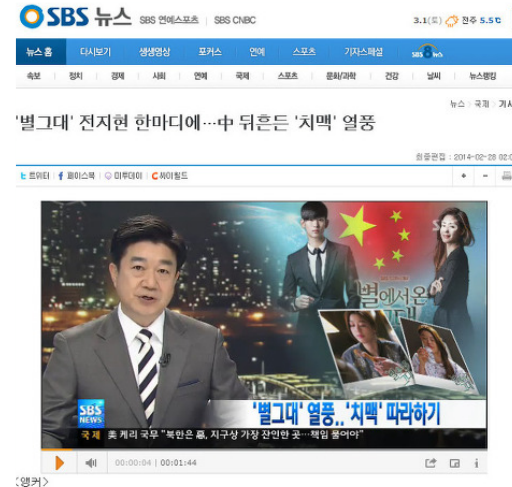 SBS 뉴스 SBS 연예스포츠 | SBS CNBC
3.1(토) 전주 5.5℃
뉴스 홈 다시보기 생생영상 포커스 연예 스포츠 기자스페셜
속보 정치 경제 사회 연예 국제 스포츠 문화/과학 건강 날씨 뉴스랭킹
뉴스 > 국제 > 기사
'별그대' 전지현 한마디에…中 뒤흔든 '치맥' 열풍
최종편집 : 2014-02-28 02:0
트위터 페이스북 미투데이 싸이월드
별에서온
그대
'별그대' 열풍..'치맥' 따라하기
SBS
NEWS
국제 美 케리 국무 "북한은 惡, 지구상 가장 잔인한 곳…책임 물어야"
00:00:04 | 00:01:44
<앵커>